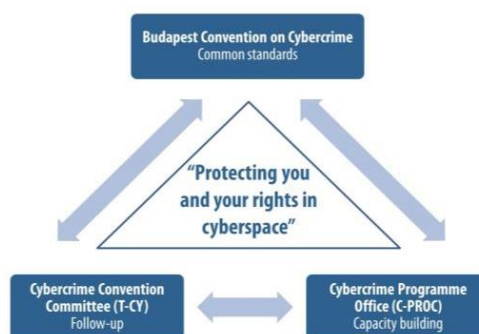 Budapest Convention on Cybercrime
Common standards
“Protecting you
and your rights in
cyberspace”
Cybercrime Convention
Committee (T-CY)
Follow-up
Cybercrime Programme
Office (C-PROC)
Capacity building